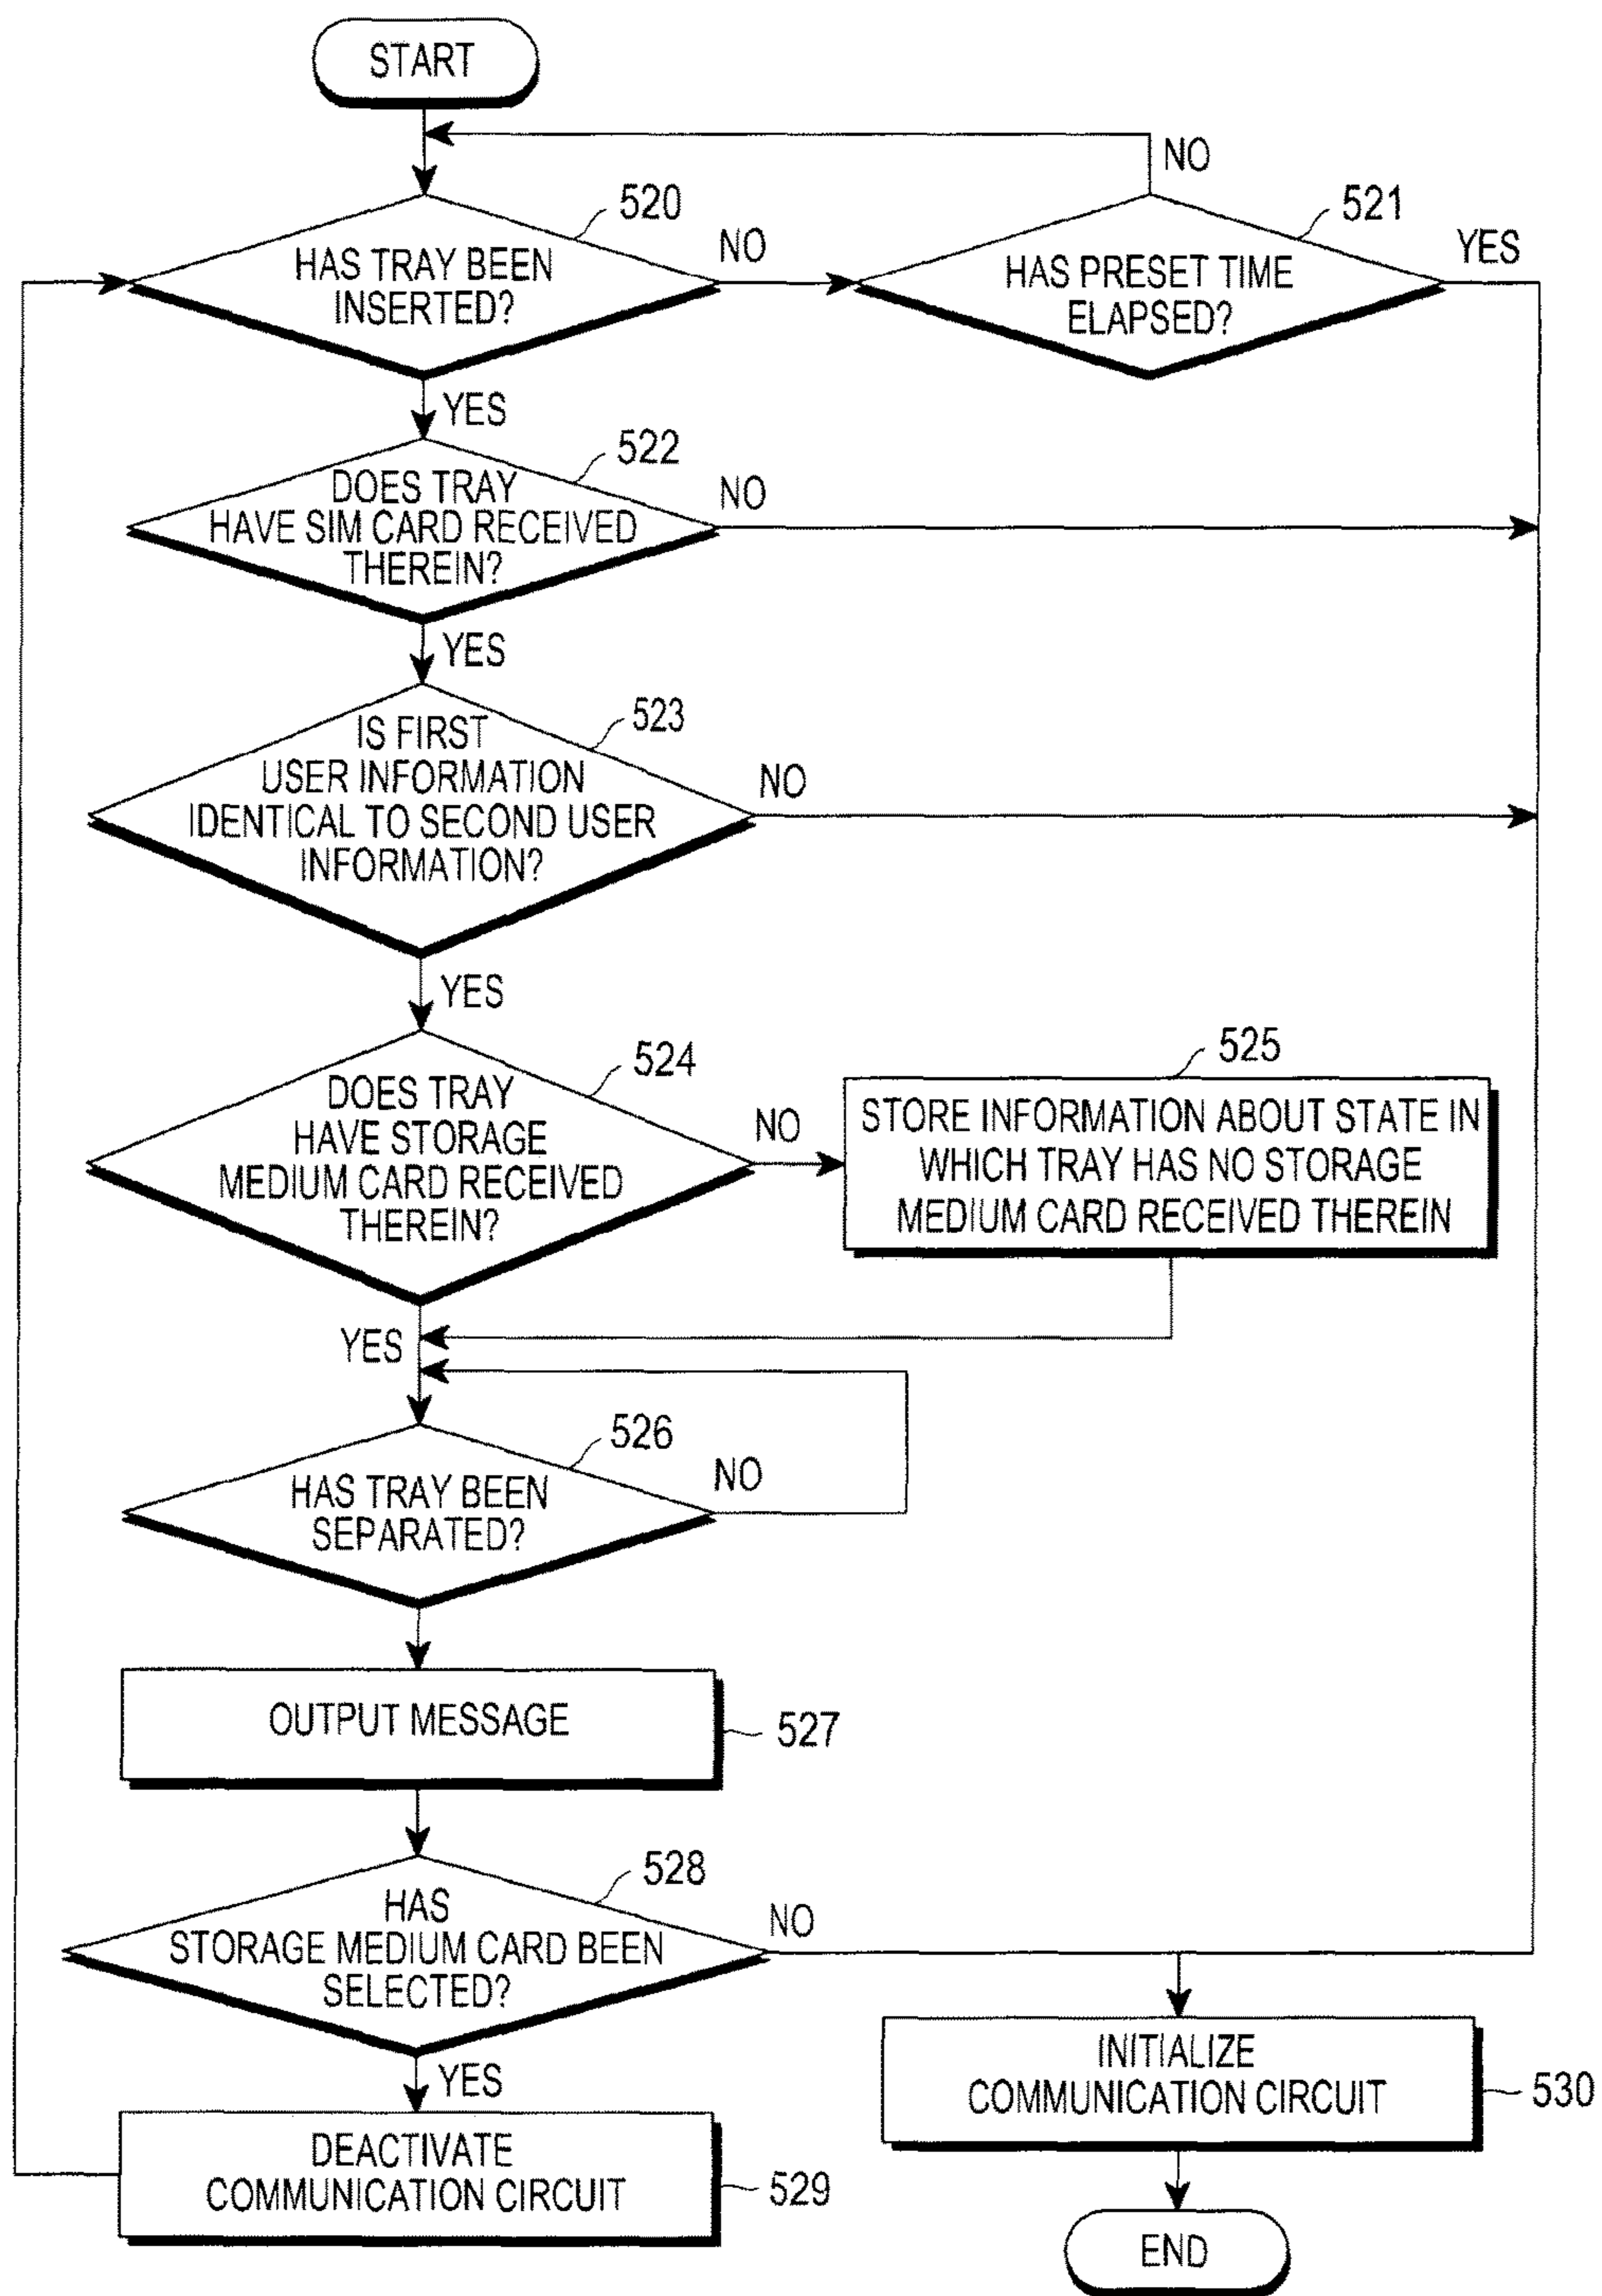 START
NO
520
521
HAS TRAY BEEN
INSERTED?
NO
HAS PRESET TIME
ELAPSED?
YES
YES
522
DOES TRAY
HAVE SIM CARD RECEIVED
THEREIN?
NO
YES
523
IS FIRST
USER INFORMATION
IDENTICAL TO SECOND USER
INFORMATION?
NO
YES
524
DOES TRAY
HAVE STORAGE
MEDIUM CARD RECEIVED
THEREIN?
NO
525
STORE INFORMATION ABOUT STATE IN
WHICH TRAY HAS NO STORAGE
MEDIUM CARD RECEIVED THEREIN
YES
526
HAS TRAY BEEN
SEPARATED?
NO
OUTPUT MESSAGE
527
528
HAS
STORAGE MEDIUM CARD BEEN
SELECTED?
NO
YES
DEACTIVATE
COMMUNICATION CIRCUIT
529
INITIALIZE
COMMUNICATION CIRCUIT
530
END